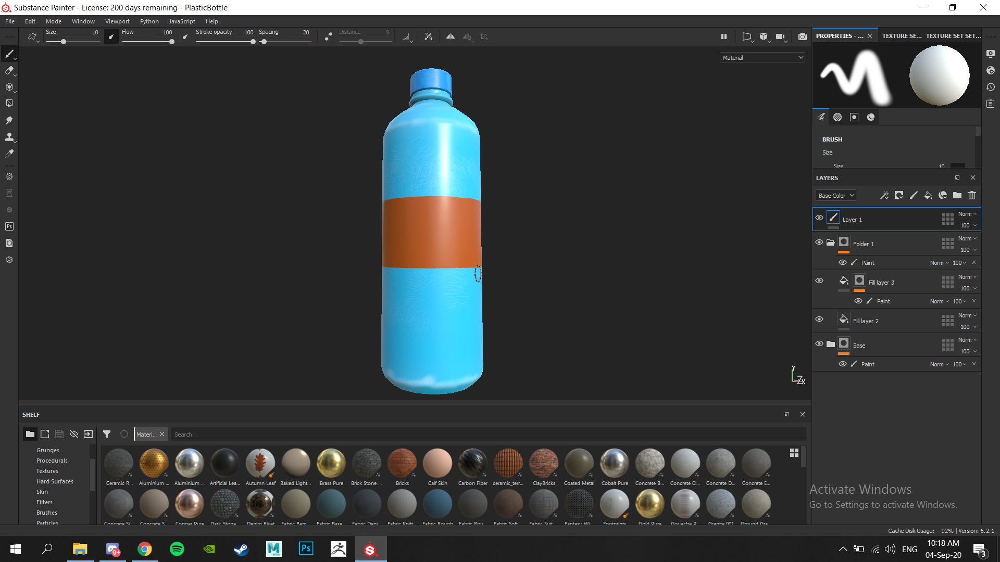 Substance Painter - License: 200 days remaining - PlasticBottle
File Edit Mode Window Viewport Python JavaScript Help
Size 10 Flow 100 Stroke opacity 100 Spacing 20 Distance 8
Material
PROPERTIES - ... TEXTURE SE... TEXTURE SET SET...
BRUSH
Size
Size 10
LAYERS
Base Color
Layer 1 Norm 100
Folder 1 Norm 100
Paint Norm 100
Fill layer 3 Norm 100
Paint Norm 100
Fill layer 2 Norm 100
Base Norm 100
Paint Norm 100
Y
Z X
SHELF
Materi.. Search...
Grunges
Procedurals
Textures
Hard Surfaces
Skin
Filters
Brushes
Particles
Ceramic R... Aluminium ... Aluminium ... Artificial Lea... Autumn Leaf Baked Light... Brass Pure Brick Stone ... Bricks Calf Skin Carbon Fiber ceramic_terr... ClayBricks Coated Metal Cobalt Pure Concrete B... Concrete Cl... Concrete D... Concrete E...
Concrete Si... Concrete S... Copper Pure Dark Stone ... Denim Rivet Fabric Bam... Fabric Base... Fabric Deni... Fabric Knitt... Fabric Rough Fabric Rou... Fabric Soft ... Fabric Suit... Fantasy Wi... Footprints Gold Pure Gouache P... Granite 001 Ground Gra...
Activate Windows
Go to Settings to activate Windows.
Cache Disk Usage: 92% | Version: 6.2.1
Ps
9+
MAYA
Ps
ENG
10:18 AM
04-Sep-20
3